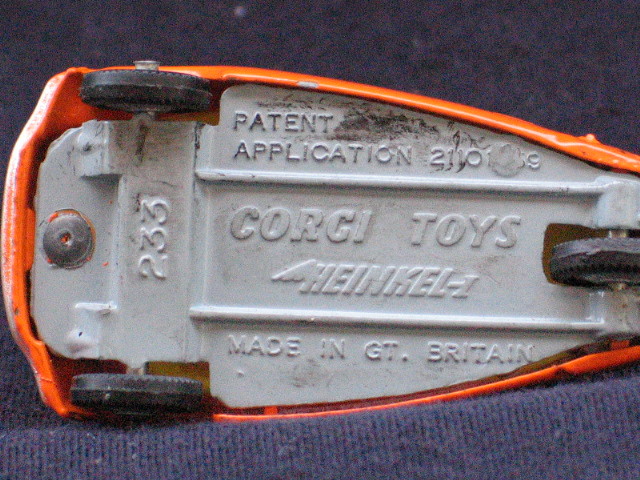 PATENT
APPLICATION
233
CORGI TOYS
HEINKEL-I
MADE IN GT. BRITAIN